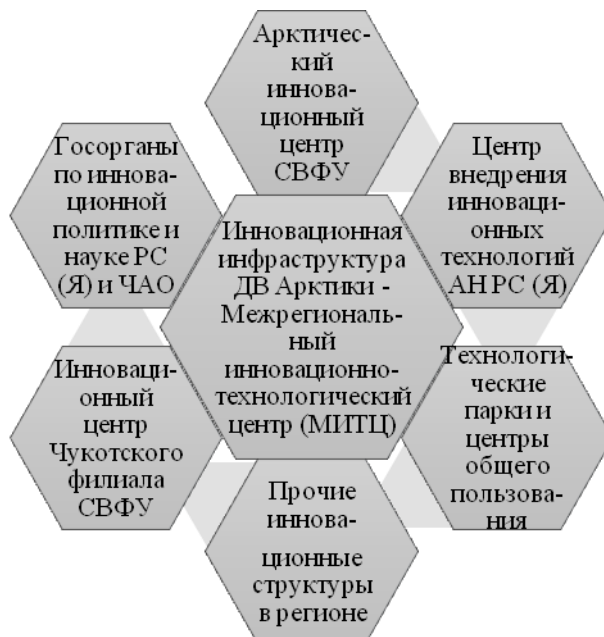 Арктичес-
кий
иннова-
ционный
центр
СВФУ
Госорганы
по иннова-
ционной
политике и
науке РС
(Я) и ЧАО
Центр
внедрения
инноваци-
онных
технологий
АН РС (Я)
Инновационная
инфраструктура
ДВ Арктики -
Межрегиональ-
ный
инновационно-
технологический
центр (МИТЦ)
Инноваци-
онный
центр
Чукотского
филиала
СВФУ
Технологи-
ческие
парки и
центры
общего
пользова-
ния
Прочие
иннова-
ционные
структуры
в регионе